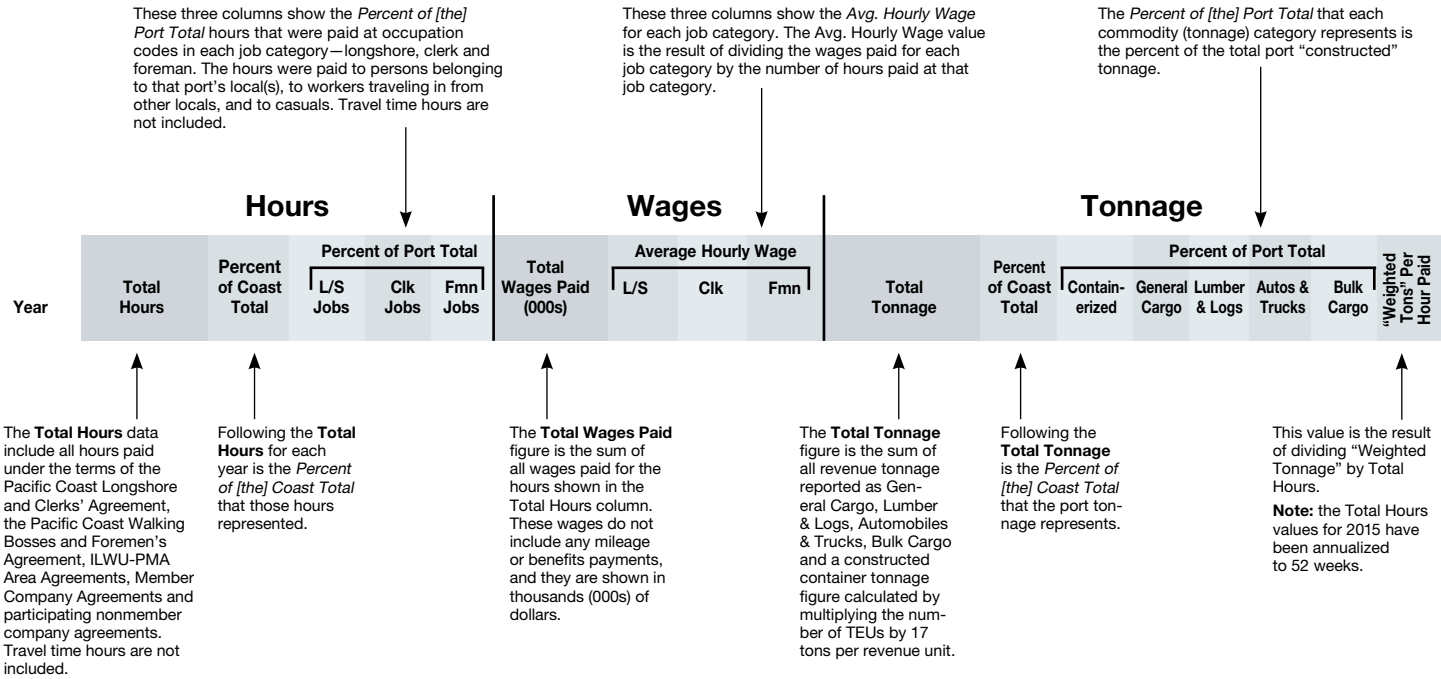 These three columns show the Percent of [the]
Port Total hours that were paid at occupation
codes in each job category—longshore, clerk and
foreman. The hours were paid to persons belonging
to that port's local(s), to workers traveling in from
other locals, and to casuals. Travel time hours are
not included.
These three columns show the Avg. Hourly Wage
for each job category. The Avg. Hourly Wage value
is the result of dividing the wages paid for each
job category by the number of hours paid at that
job category.
The Percent of [the] Port Total that each
commodity (tonnage) category represents is
the percent of the total port “constructed”
tonnage.
Hours
Wages
Tonnage
Year
Total
Hours
Percent
of Coast
Total
Percent of Port Total
L/S
Jobs
Clk
Jobs
Fmn
Jobs
Total
Wages Paid
(000s)
Average Hourly Wage
L/S
Clk
Fmn
Total
Tonnage
Percent
of Coast
Total
Percent of Port Total
Contain-
erized
General
Cargo
Lumber
& Logs
Autos &
Trucks
Bulk
Cargo
“Weighted
Tons” Per
Hour Paid
The Total Hours data
include all hours paid
under the terms of the
Pacific Coast Longshore
and Clerks' Agreement,
the Pacific Coast Walking
Bosses and Foremen's
Agreement, ILWU-PMA
Area Agreements, Member
Company Agreements and
participating nonmember
company agreements.
Travel time hours are not
included.
Following the Total
Hours for each
year is the Percent
of [the] Coast Total
that those hours
represented.
The Total Wages Paid
figure is the sum of
all wages paid for the
hours shown in the
Total Hours column.
These wages do not
include any mileage
or benefits payments,
and they are shown in
thousands (000s) of
dollars.
The Total Tonnage
figure is the sum of
all revenue tonnage
reported as Gen-
eral Cargo, Lumber
& Logs, Automobiles
& Trucks, Bulk Cargo
and a constructed
container tonnage
figure calculated by
multiplying the num-
ber of TEUs by 17
tons per revenue unit.
Following the
Total Tonnage
is the Percent of
[the] Coast Total
that the port ton-
nage represents.
This value is the result
of dividing “Weighted
Tonnage” by Total
Hours.
Note: the Total Hours
values for 2015 have
been annualized
to 52 weeks.